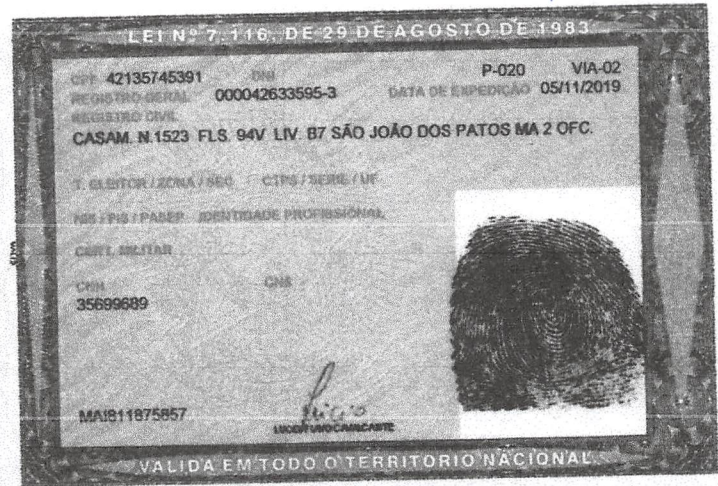 LEI Nº 7.116, DE 29 DE AGOSTO DE 1983
P-020 VIA-02
CPF 42135745391 DNI
REGISTRO GERAL 000042633595-3 DATA DE EXPEDIÇÃO 05/11/2019
REGISTRO CIVIL
CASAM. N.1523 FLS. 94V LIV. B7 SÃO JOÃO DOS PATOS MA 2 OFC.
T. ELEITOR / ZONA / SEC CTPS / SERIE / UF
NIS / PIS / PASEP IDENTIDADE PROFISSIONAL
CERT. MILITAR
CNH CNS
35699689
MAI811875857
VALIDA EM TODO O TERRITORIO NACIONAL